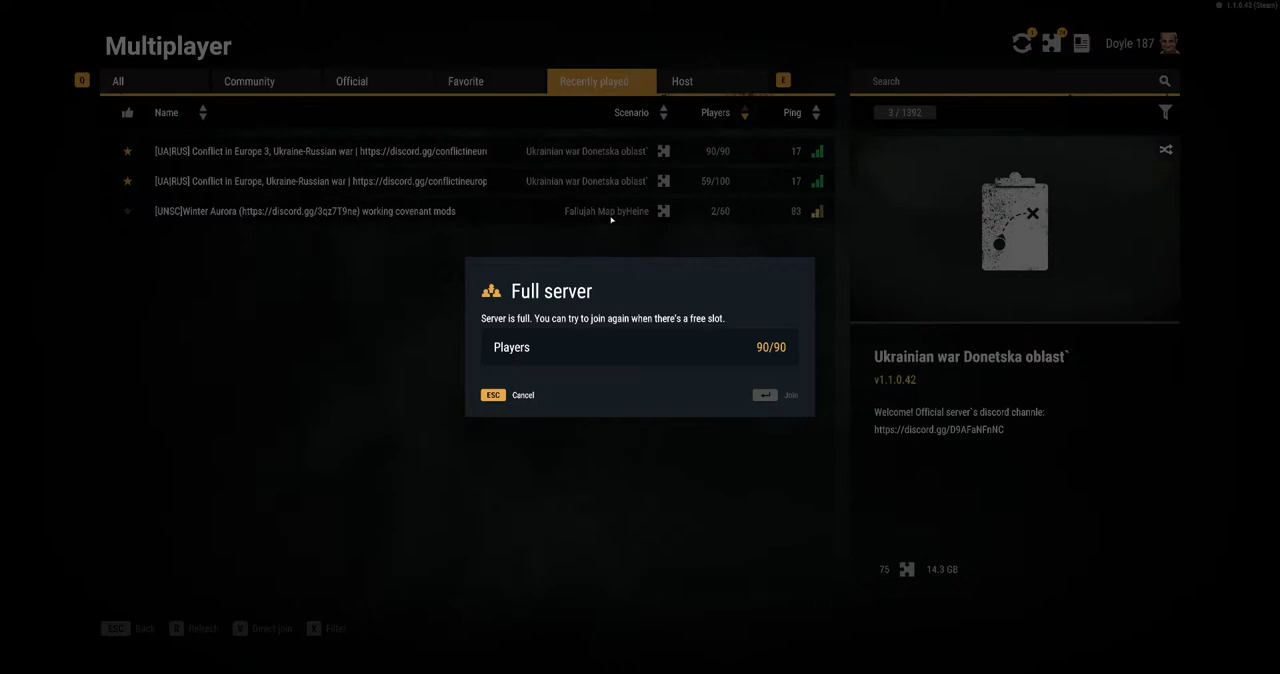 1.1.0.42 (Steam)
Multiplayer
Doyle 187
Q All Community Official Favorite Recently played Host E
Search
Name Scenario Players Ping
3 / 1392
[UA|RUS] Conflict in Europe 3, Ukraine-Russian war | https://discord.gg/conflictineur Ukrainian war Donetska oblast` 90/90 17
[UA|RUS] Conflict in Europe, Ukraine-Russian war | https://discord.gg/conflictineurop Ukrainian war Donetska oblast` 59/100 17
[UNSC]Winter Aurora (https://discord.gg/3qz7T9ne) working covenant mods Fallujah Map byHeine 2/60 83
Full server
Server is full. You can try to join again when there's a free slot.
Players 90/90
ESC Cancel Join
Ukrainian war Donetska oblast`
v1.1.0.42
Welcome! Official server`s discord channle:
https://discord.gg/D9AFaNFnNC
75 14.3 GB
ESC Back R Refresh V Direct join X Filter